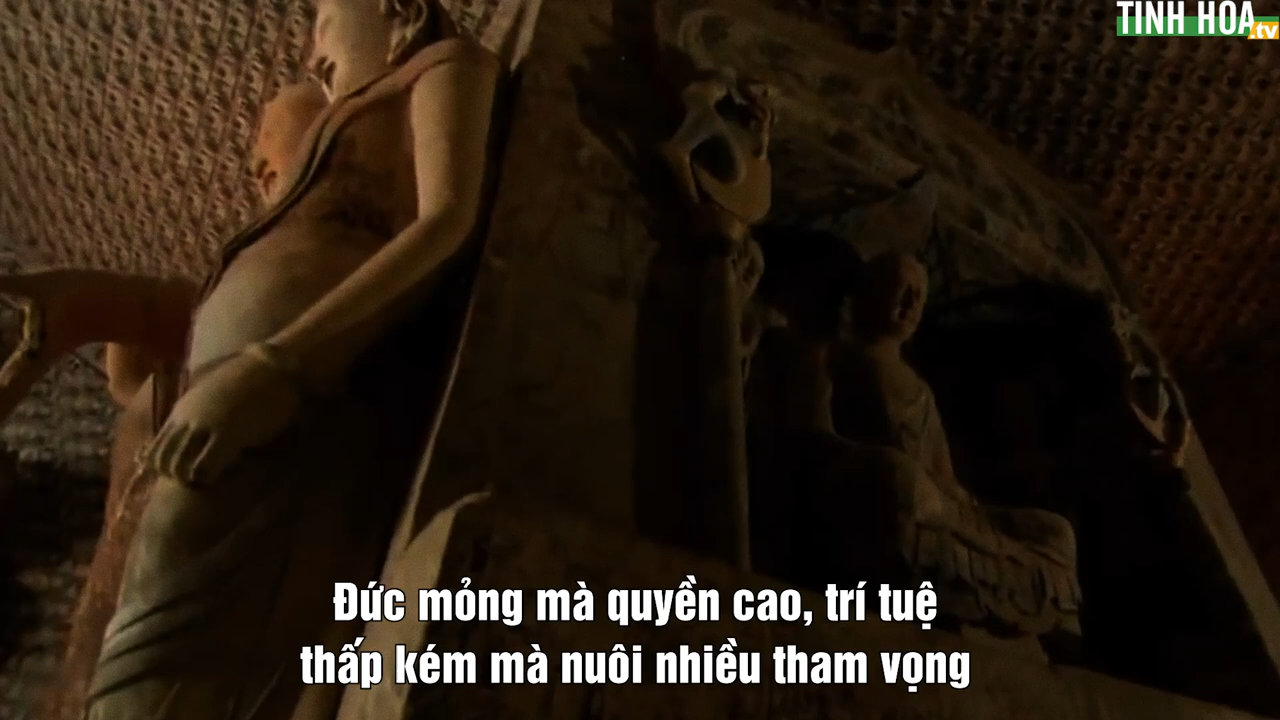 TINH HOA
.tv
Đức mỏng mà quyền cao, trí tuệ
thấp kém mà nuôi nhiều tham vọng